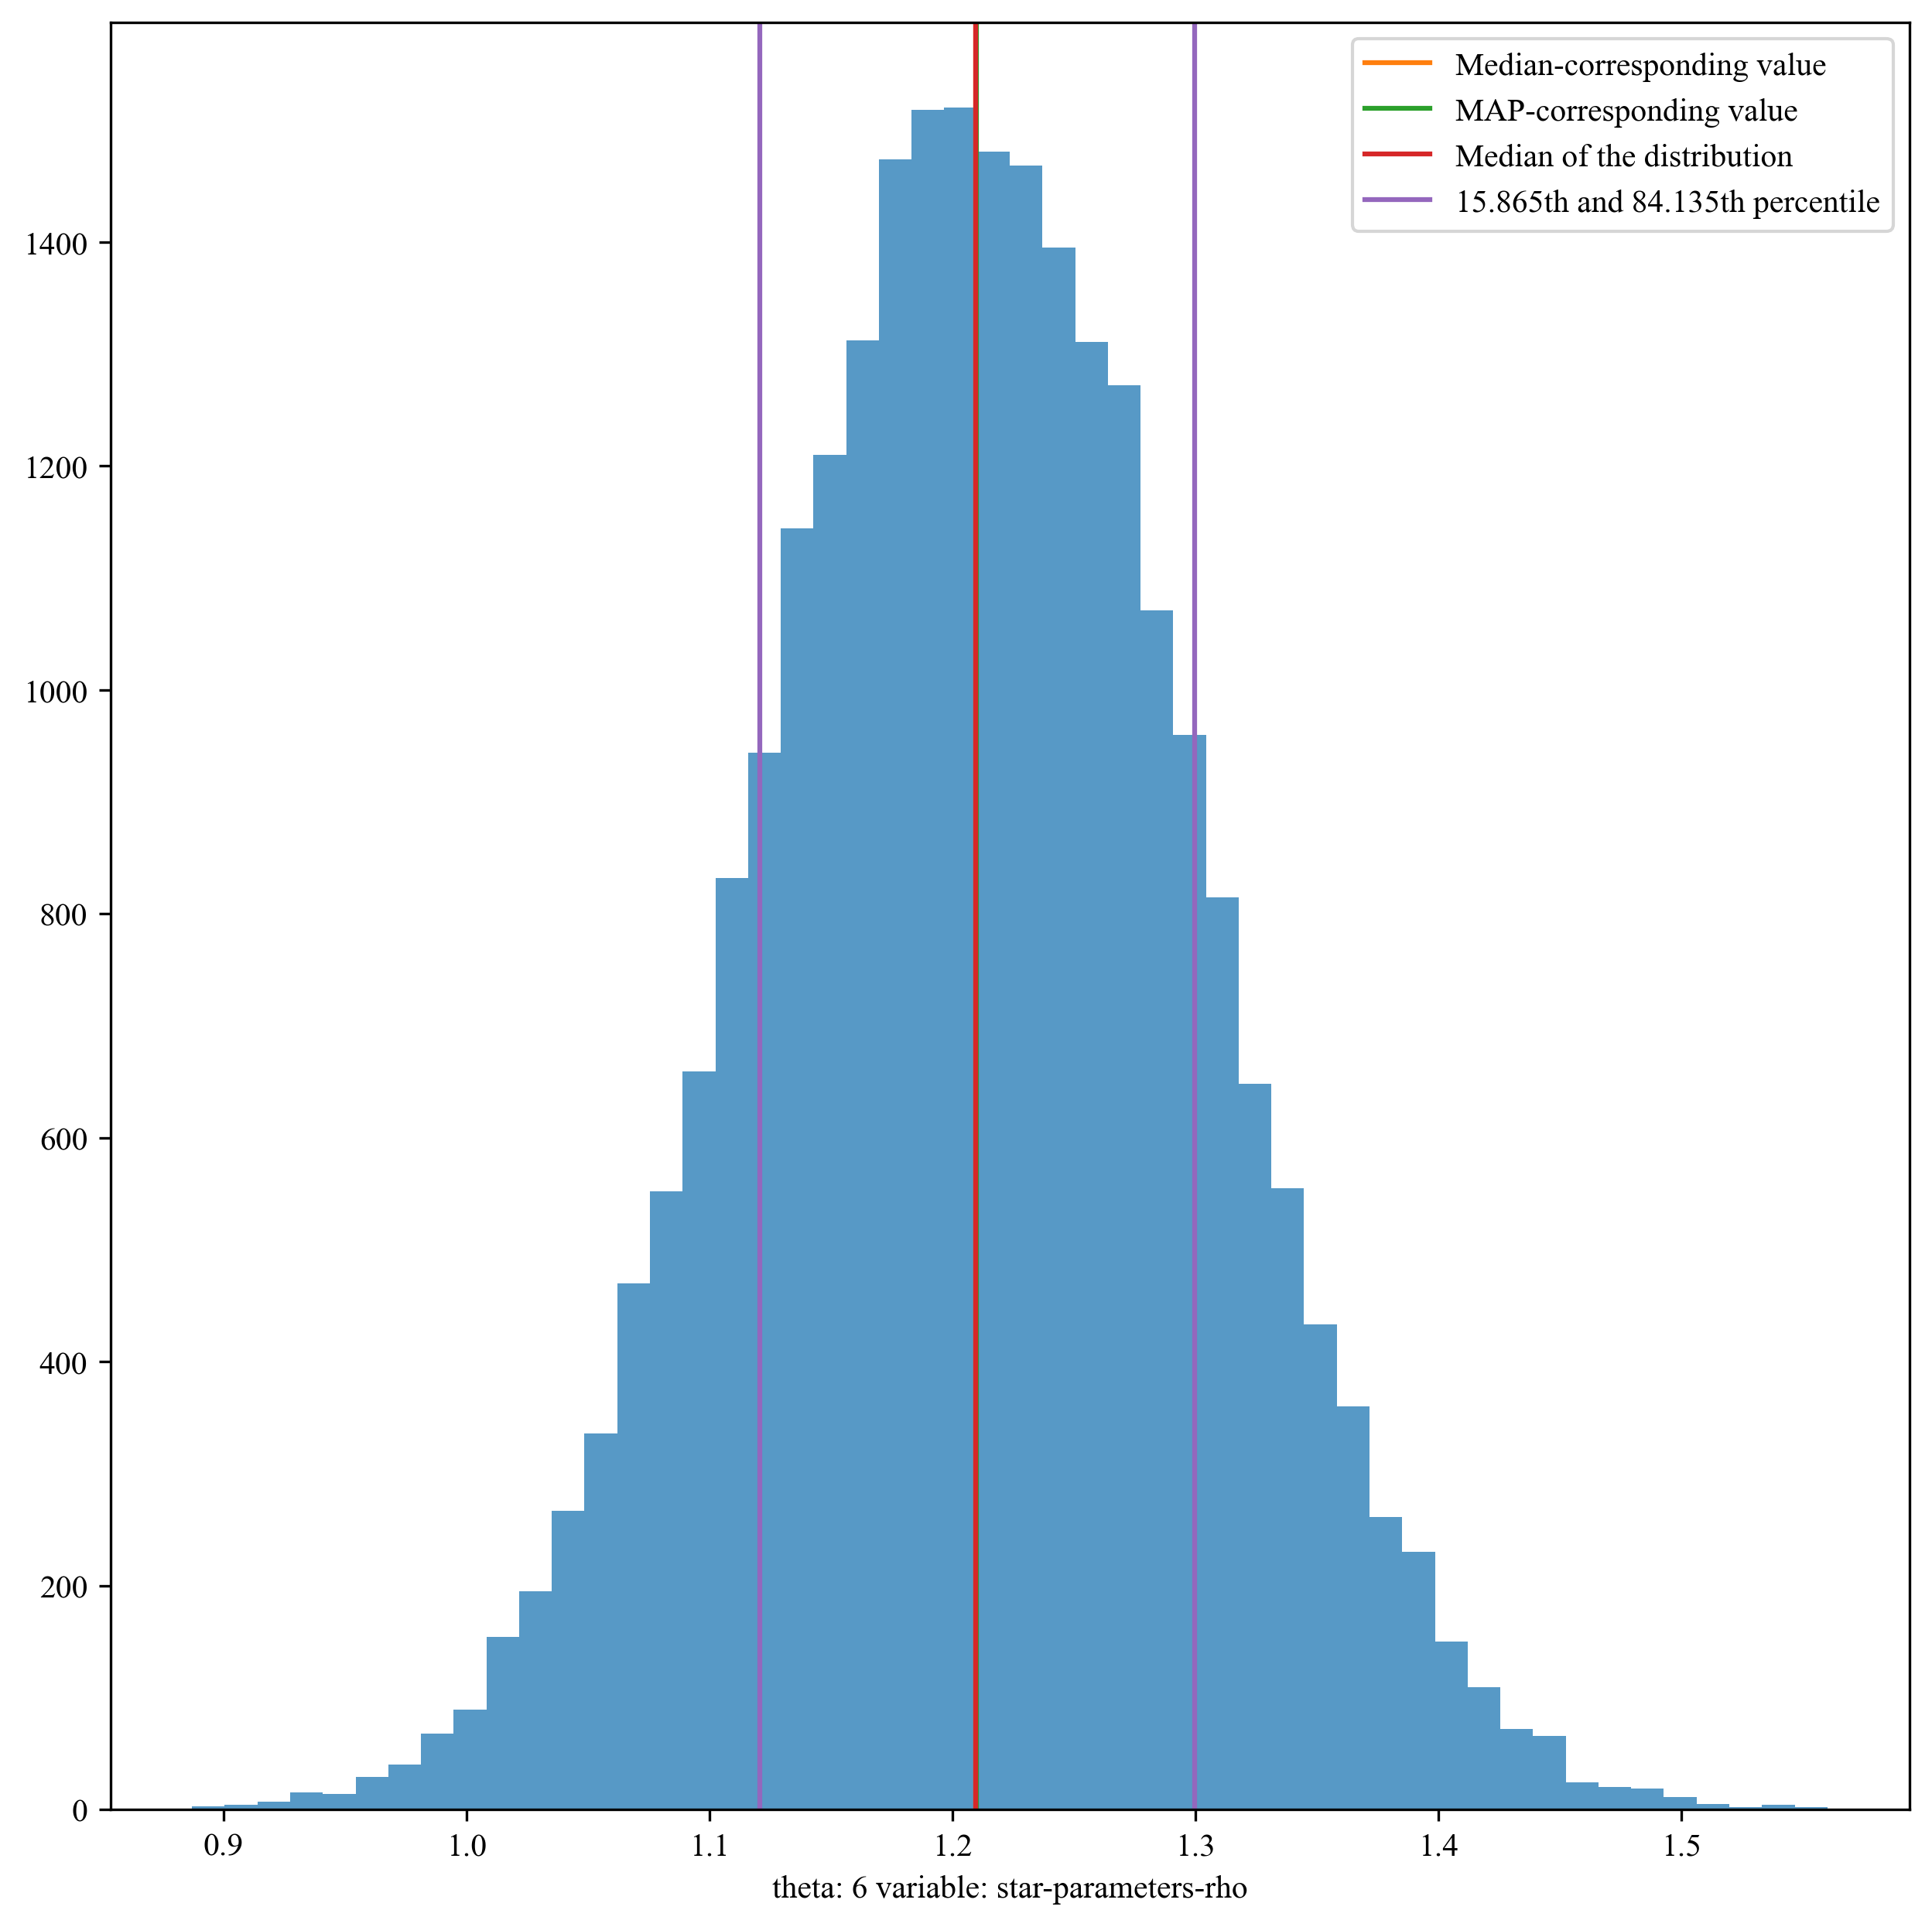 Median-corresponding value
MAP-corresponding value
Median of the distribution
15.865th and 84.135th percentile
1400
1200
1000
800
600
400
200
0
0.9 1.0 1.1 1.2 1.3 1.4 1.5
theta: 6 variable: star-parameters-rho